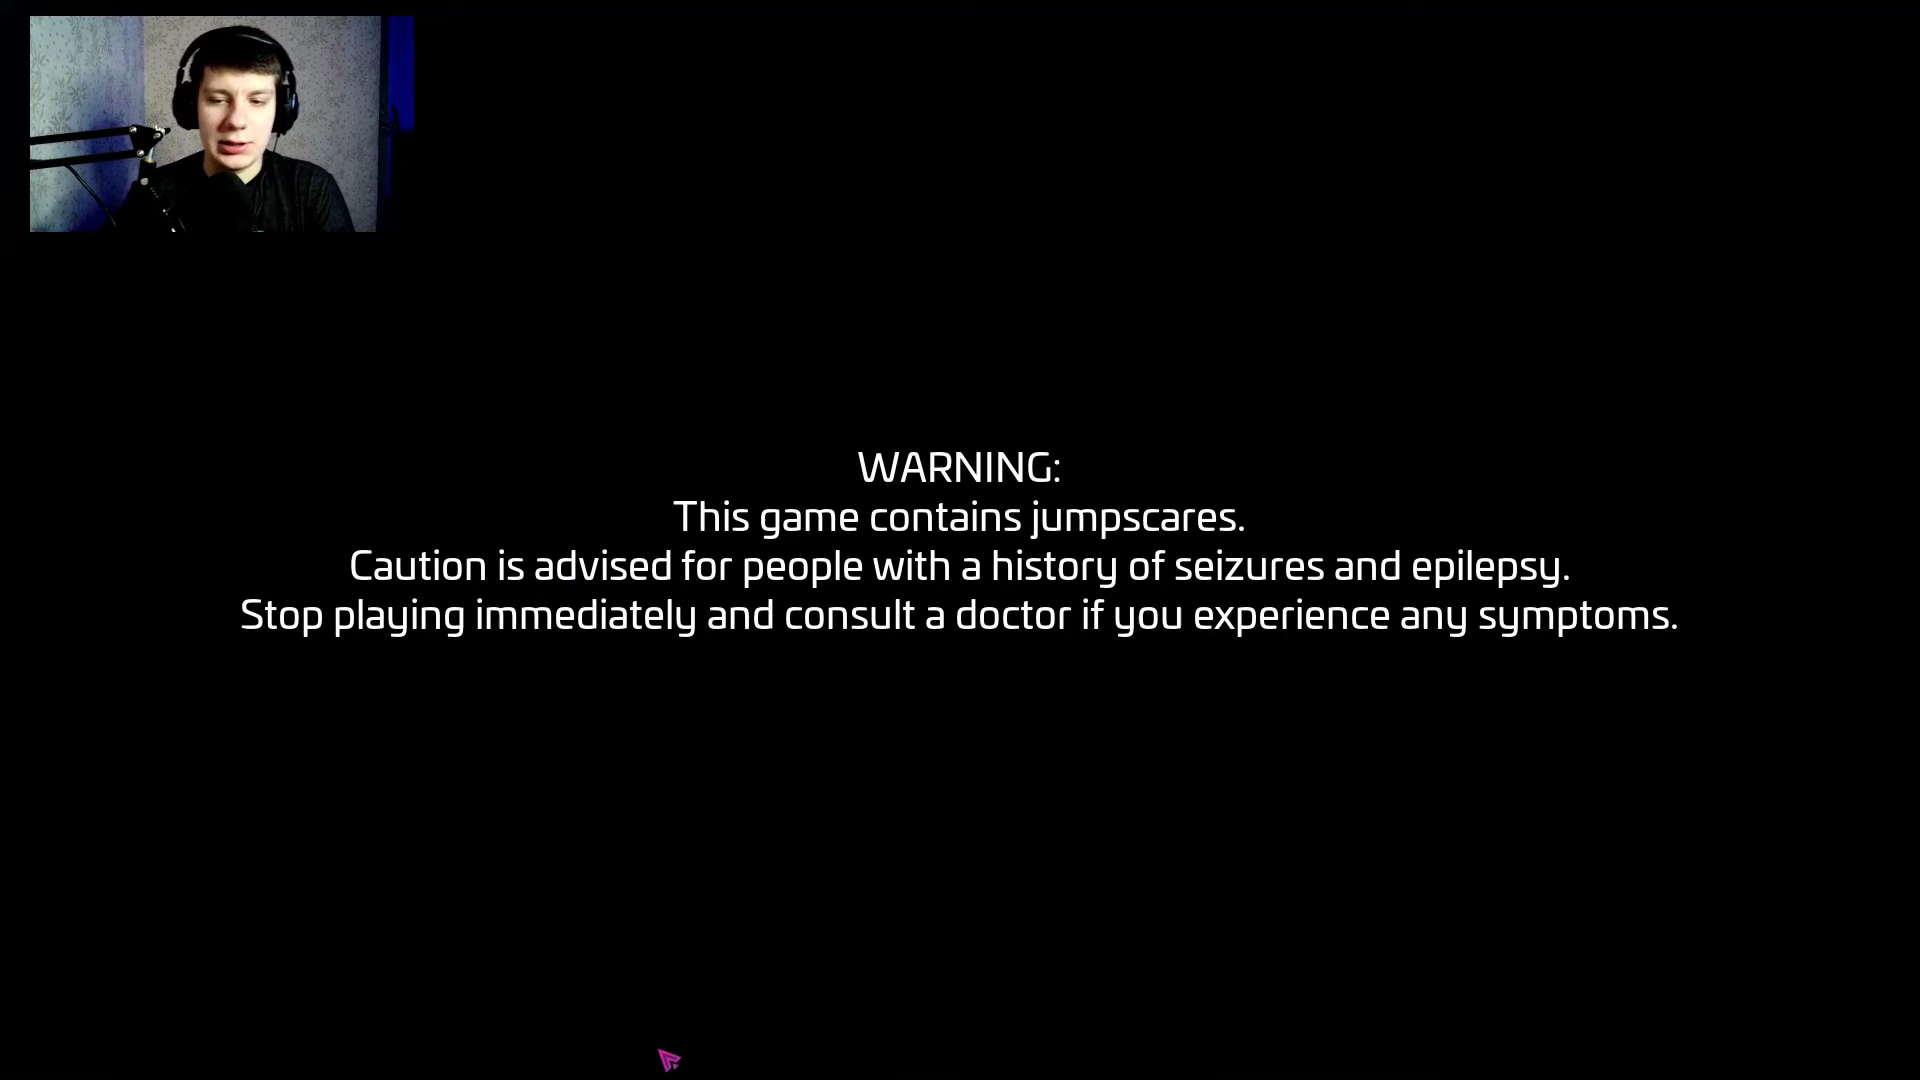 WARNING:
This game contains jumpscares.
Caution is advised for people with a history of seizures and epilepsy.
Stop playing immediately and consult a doctor if you experience any symptoms.